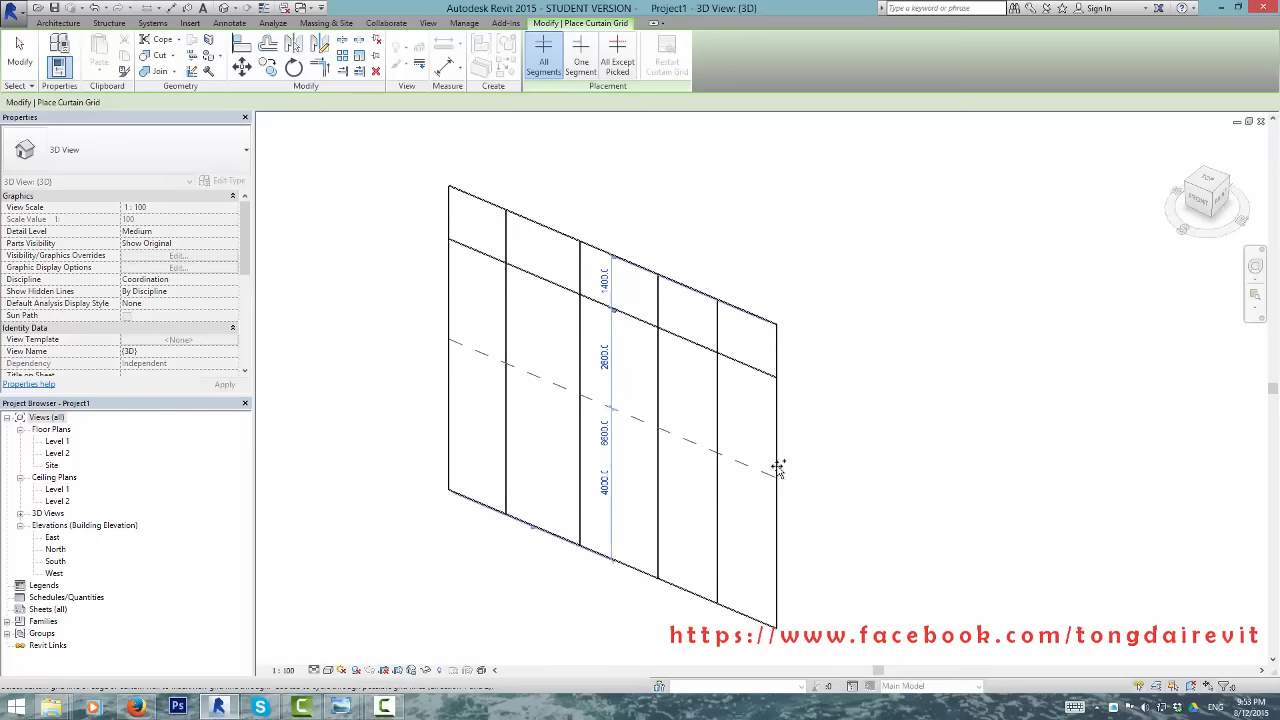 Autodesk Revit 2015 - STUDENT VERSION - Project1 - 3D View: {3D}
Type a keyword or phrase
Sign In
Architecture Structure Systems Insert Annotate Analyze Massing & Site Collaborate View Manage Add-Ins Modify | Place Curtain Grid
Modify
Paste
Cope
Cut
Join
All Segments
One Segment
All Except Picked
Restart Curtain Grid
Select Properties Clipboard Geometry Modify View Measure Create Placement
Modify | Place Curtain Grid
Properties
3D View
3D View: {3D}
Edit Type
Graphics
View Scale 1 : 100
Scale Value 1: 100
Detail Level Medium
Parts Visibility Show Original
Visibility/Graphics Overrides Edit...
Graphic Display Options Edit...
Discipline Coordination
Show Hidden Lines By Discipline
Default Analysis Display Style None
Sun Path
Identity Data
View Template <None>
View Name {3D}
Dependency Independent
Title on Sheet
Properties help
Apply
Project Browser - Project1
Views (all)
Floor Plans
Level 1
Level 2
Site
Ceiling Plans
Level 1
Level 2
3D Views
Elevations (Building Elevation)
East
North
South
West
Legends
Schedules/Quantities
Sheets (all)
Families
Groups
Revit Links
TOP
FRONT
1400.0
2600.0
6600.0
4000.0
https://www.facebook.com/tongdairevit
1 : 100
:0
Main Model
:0
ENG
9:53 PM
8/12/2015